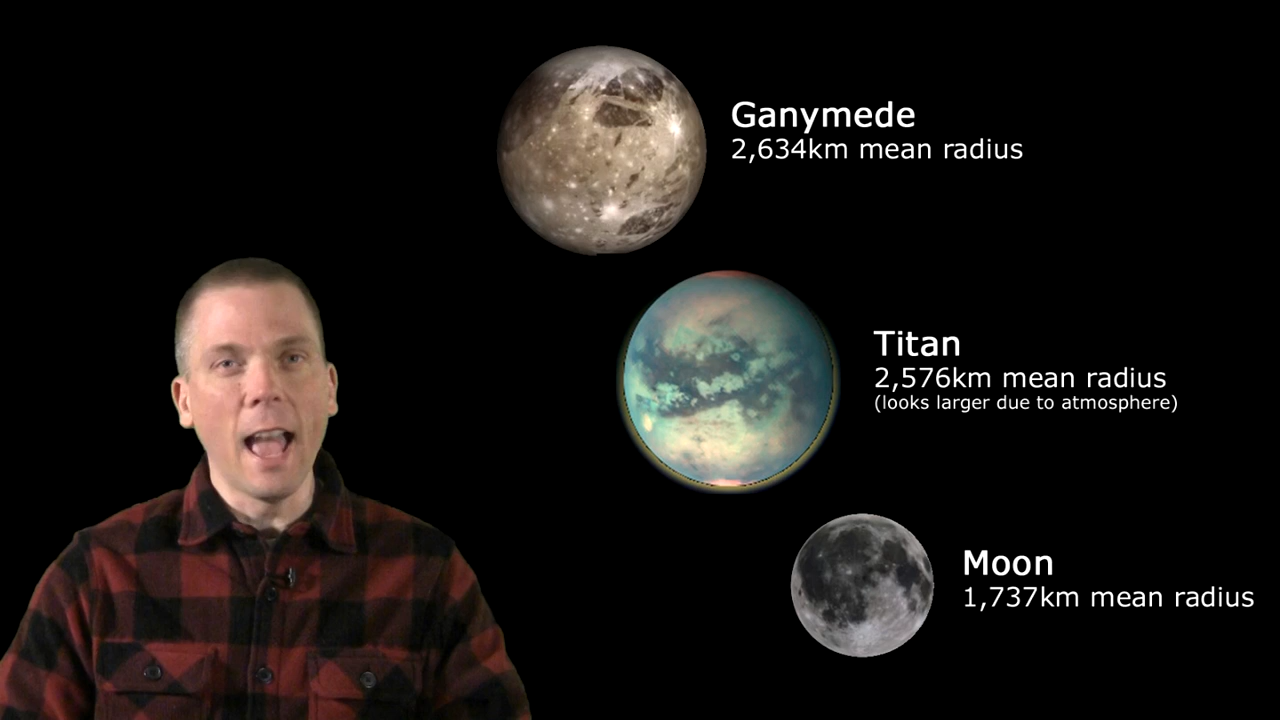 Ganymede
2,634km mean radius
Titan
2,576km mean radius
(looks larger due to atmosphere)
Moon
1,737km mean radius